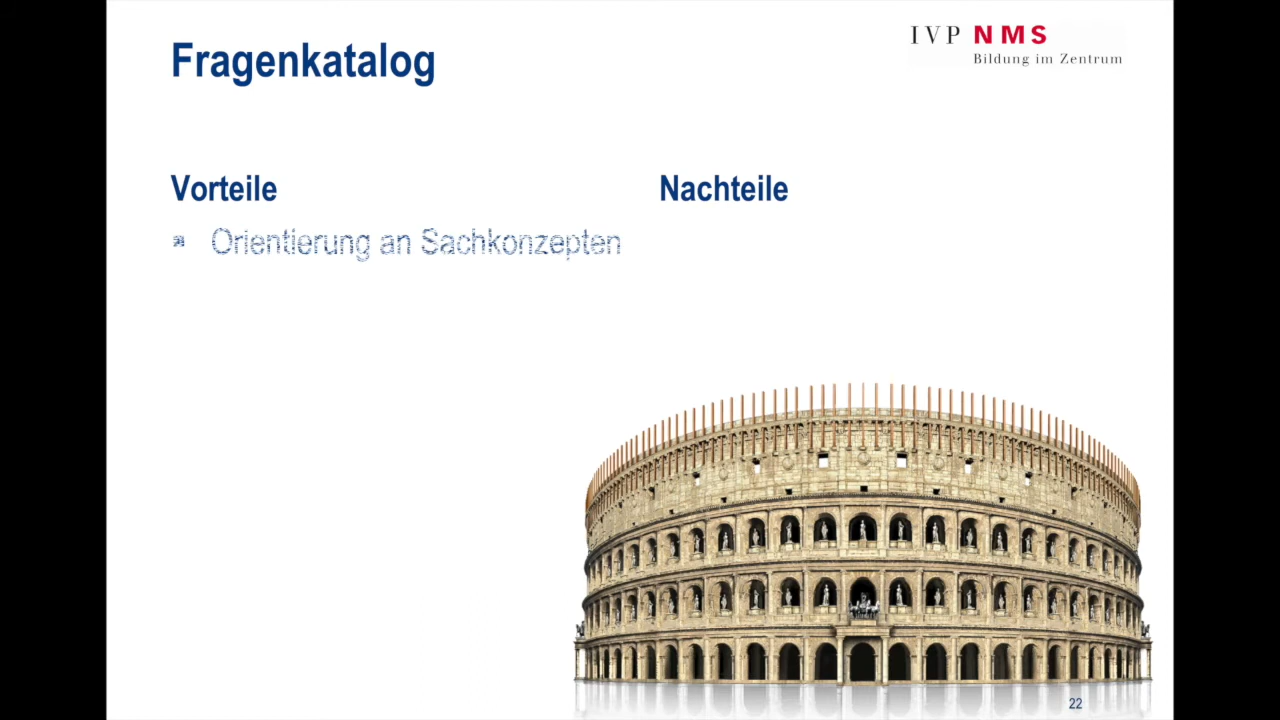 Fragenkatalog
IVP NMS
Bildung im Zentrum
Vorteile
Orientierung an Sachkonzepten
Nachteile
22